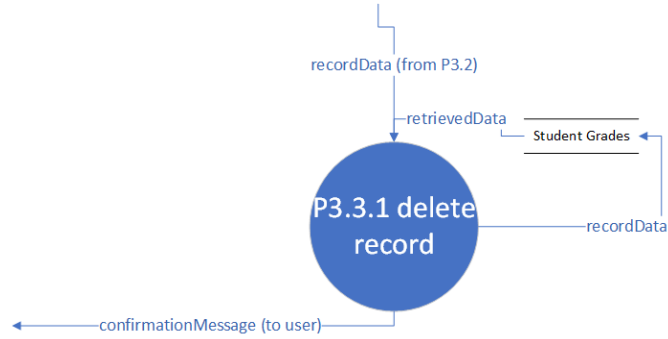 recordData (from P3.2)
retrievedData
Student Grades
P3.3.1 delete
record
recordData
confirmationMessage (to user)